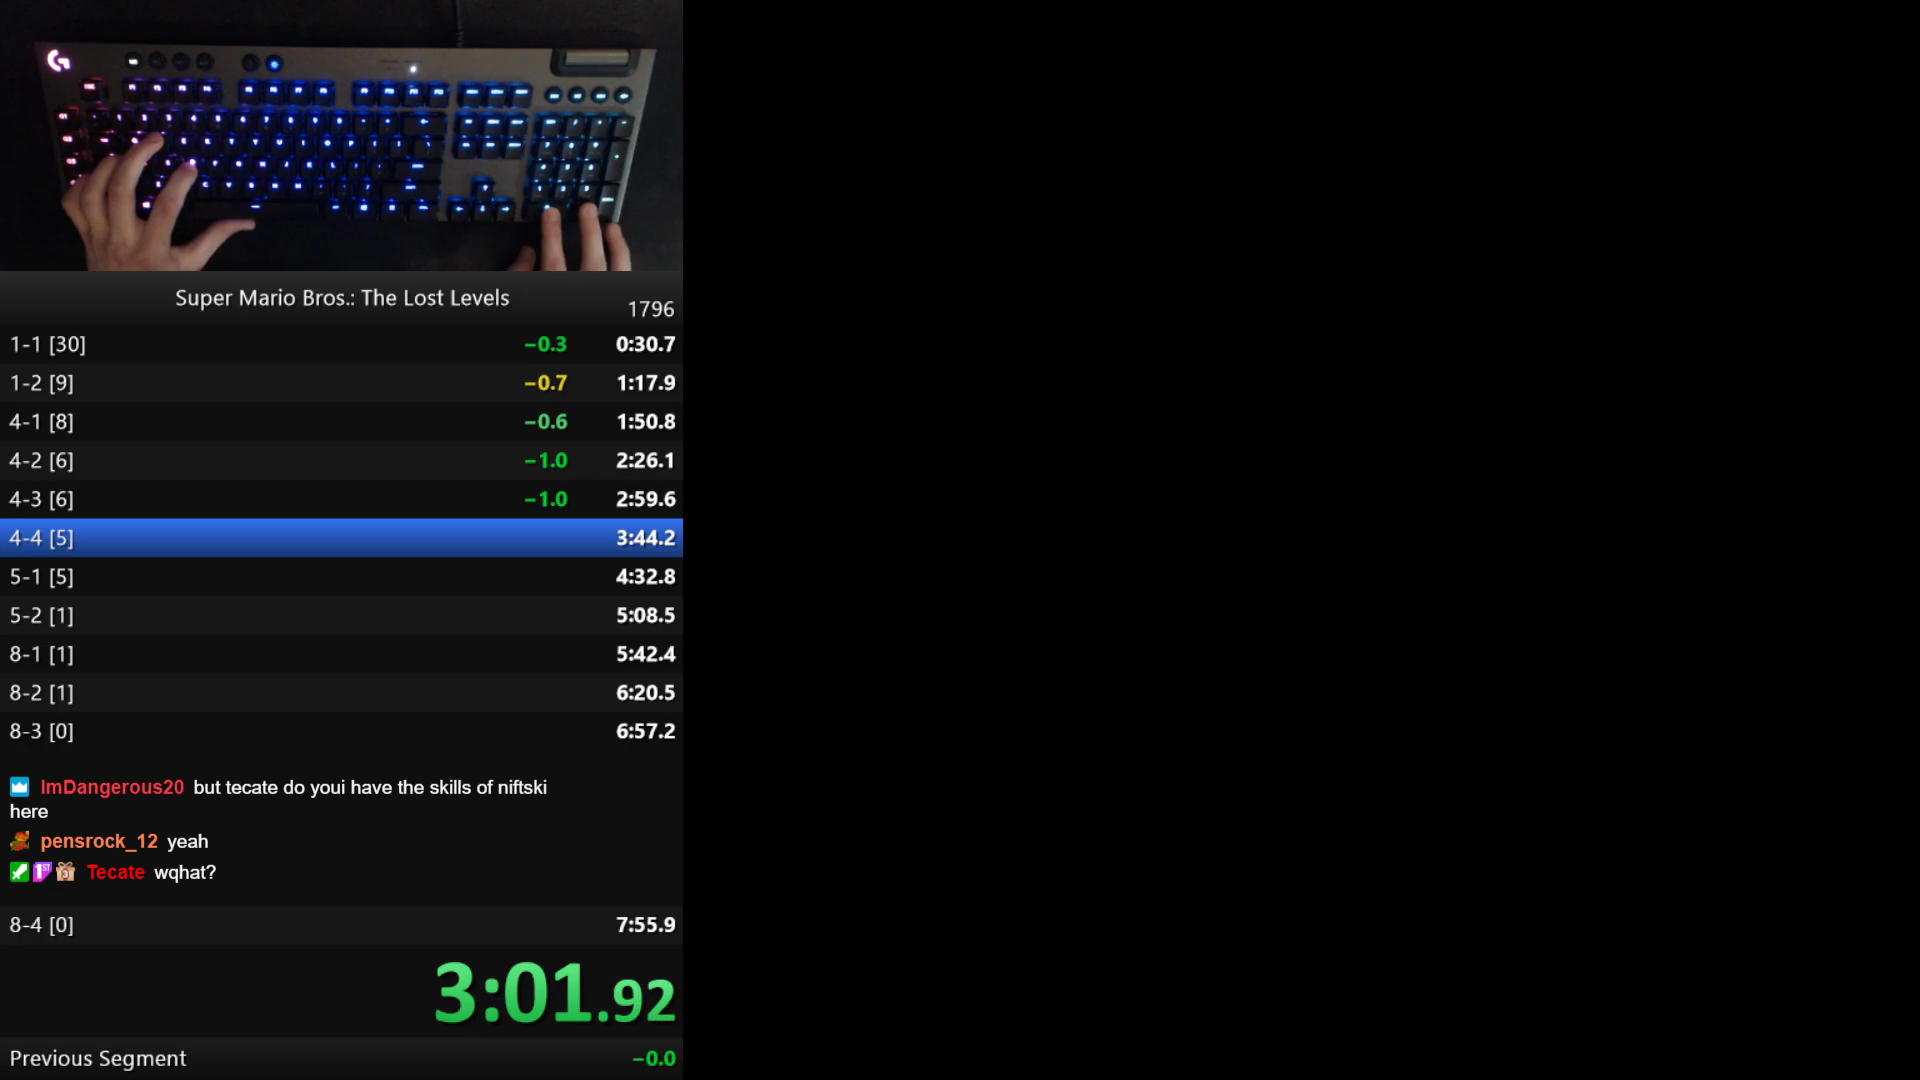 Super Mario Bros.: The Lost Levels
1796
1-1 [30] −0.3 0:30.7
1-2 [9] −0.7 1:17.9
4-1 [8] −0.6 1:50.8
4-2 [6] −1.0 2:26.1
4-3 [6] −1.0 2:59.6
4-4 [5] 3:44.2
5-1 [5] 4:32.8
5-2 [1] 5:08.5
8-1 [1] 5:42.4
8-2 [1] 6:20.5
8-3 [0] 6:57.2
ImDangerous20 but tecate do youi have the skills of niftski
here
pensrock_12 yeah
Tecate wqhat?
8-4 [0] 7:55.9
3:01.92
Previous Segment −0.0